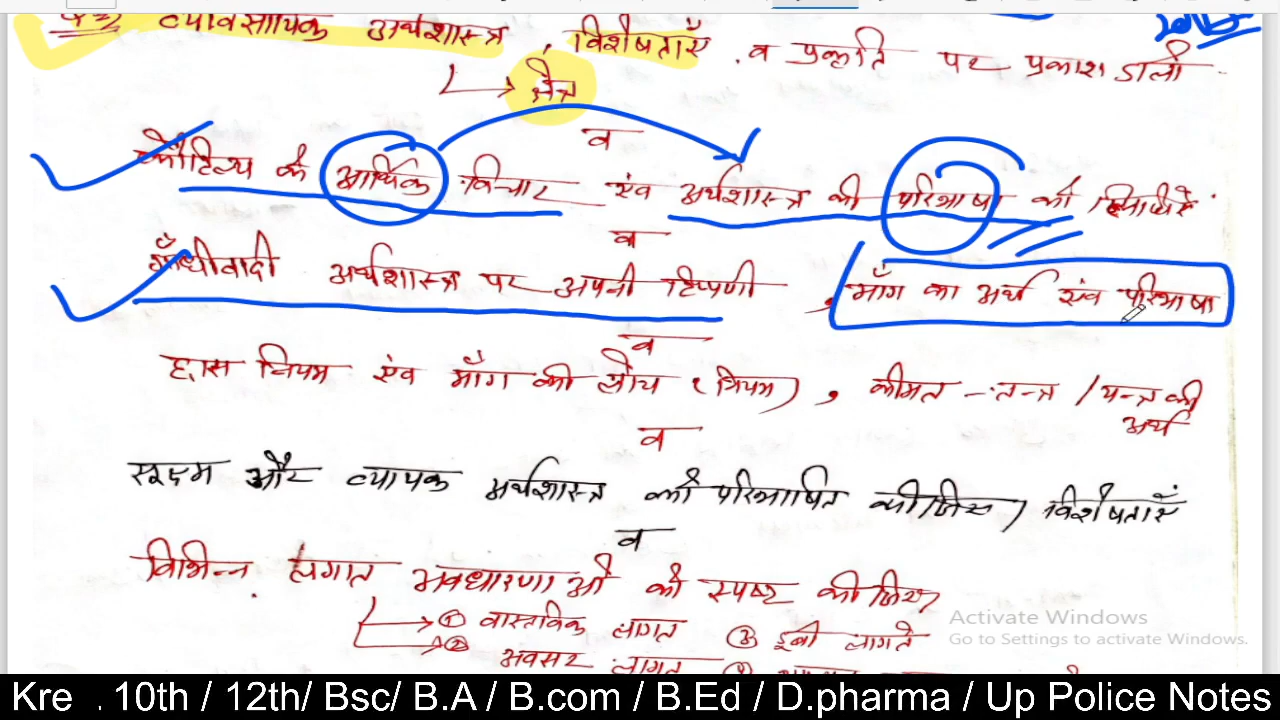 व्यावसायिक अर्थशास्त्र, विशेषताएँ व प्रकृति पर प्रकाश डालो
क्षेत्र
व
कौटिल्य के आर्थिक विचार एंव अर्थशास्त्र की परिभाषा को
व
गाँधीवादी अर्थशास्त्र पर अपनी टिप्पणी, माँग का अर्थ एंव परिभाषा
व
ह्रास नियम एंव माँग की लोच (नियम), कीमत - तन्त्र / यन्त्र की
अर्थ
व
सूक्ष्म और व्यापक अर्थशास्त्र को परिभाषित कीजिए / विशेषताएँ
व
विभिन्न लागत अवधारणाओं को स्पष्ट कीजिए
① वास्तविक लागत ③ डूबी लागते
② अवसर लागत
Activate Windows
Go to Settings to activate Windows.
Kre . 10th / 12th/ Bsc/ B.A / B.com / B.Ed / D.pharma / Up Police Notes